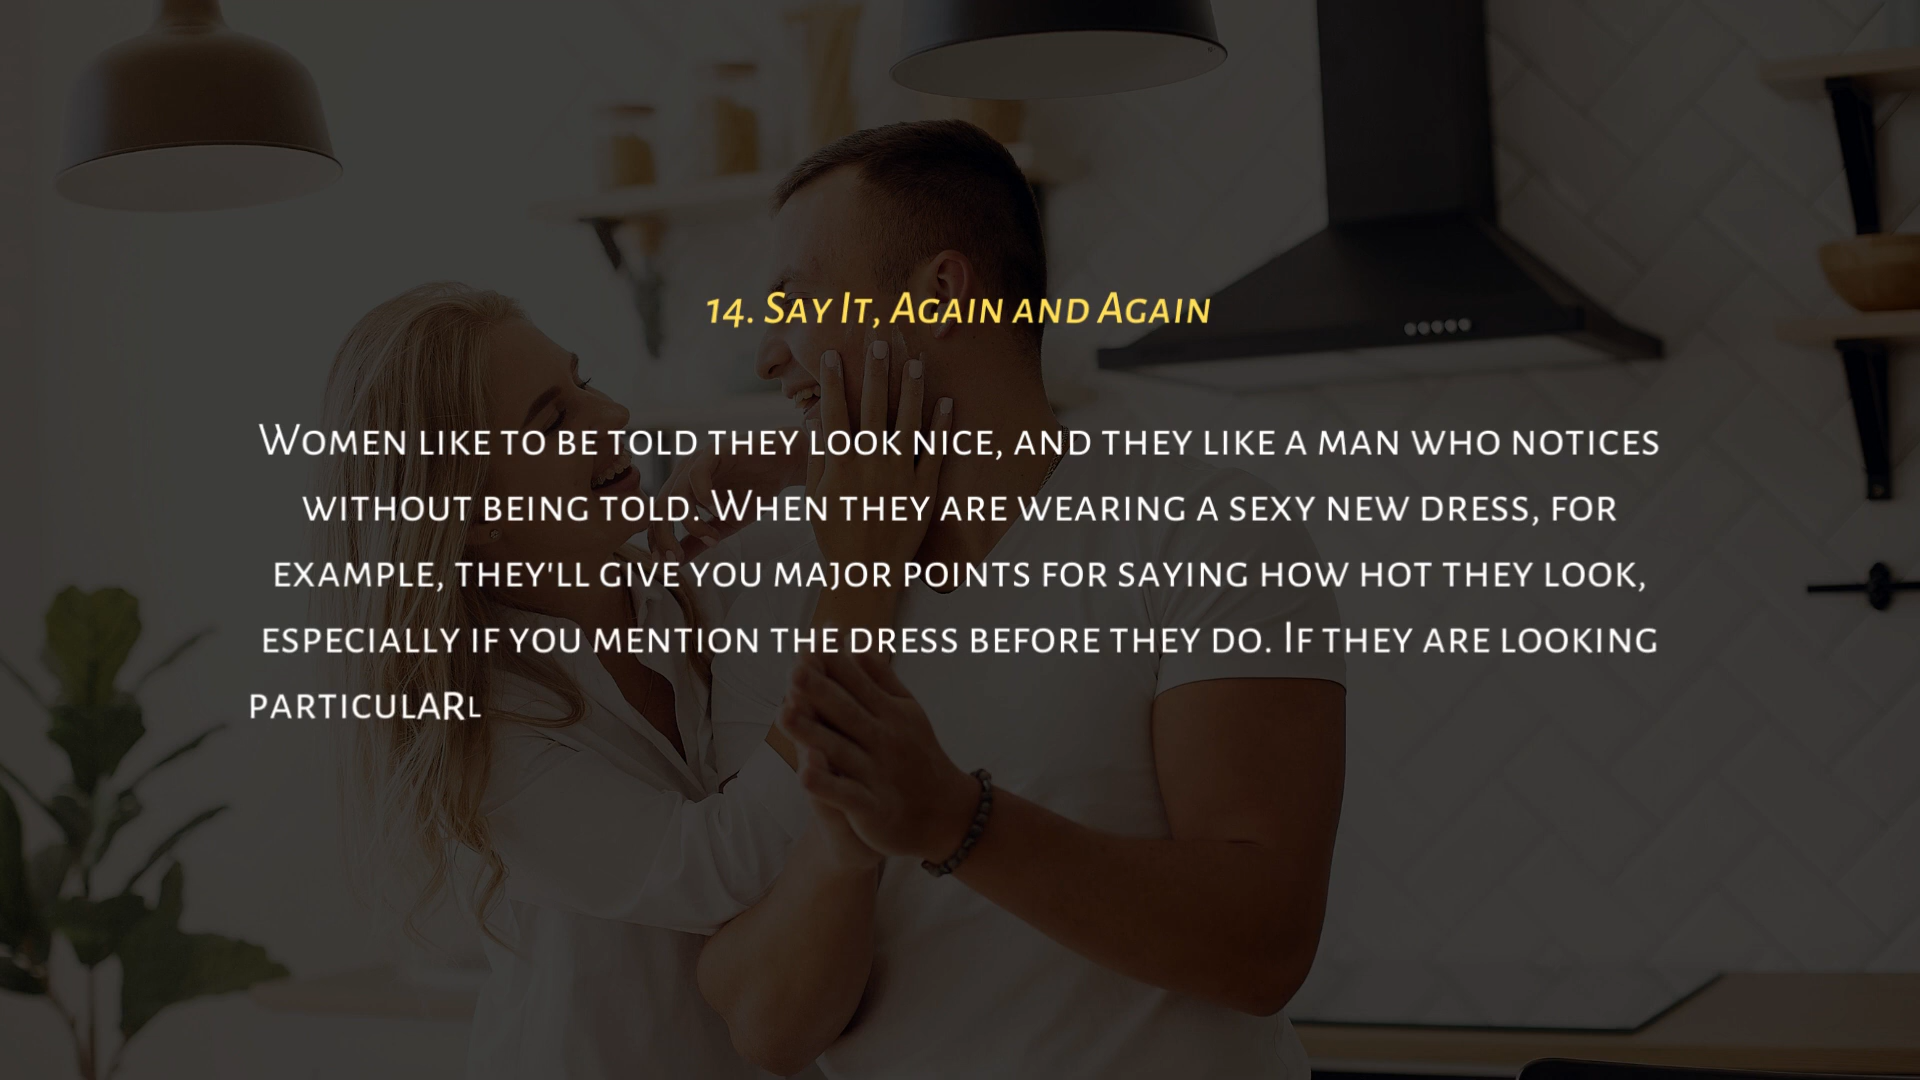 14. Say It, Again and Again
Women like to be told they look nice, and they like a man who notices
without being told. When they are wearing a sexy new dress, for
example, they'll give you major points for saying how hot they look,
especially if you mention the dress before they do. If they are looking
particularl